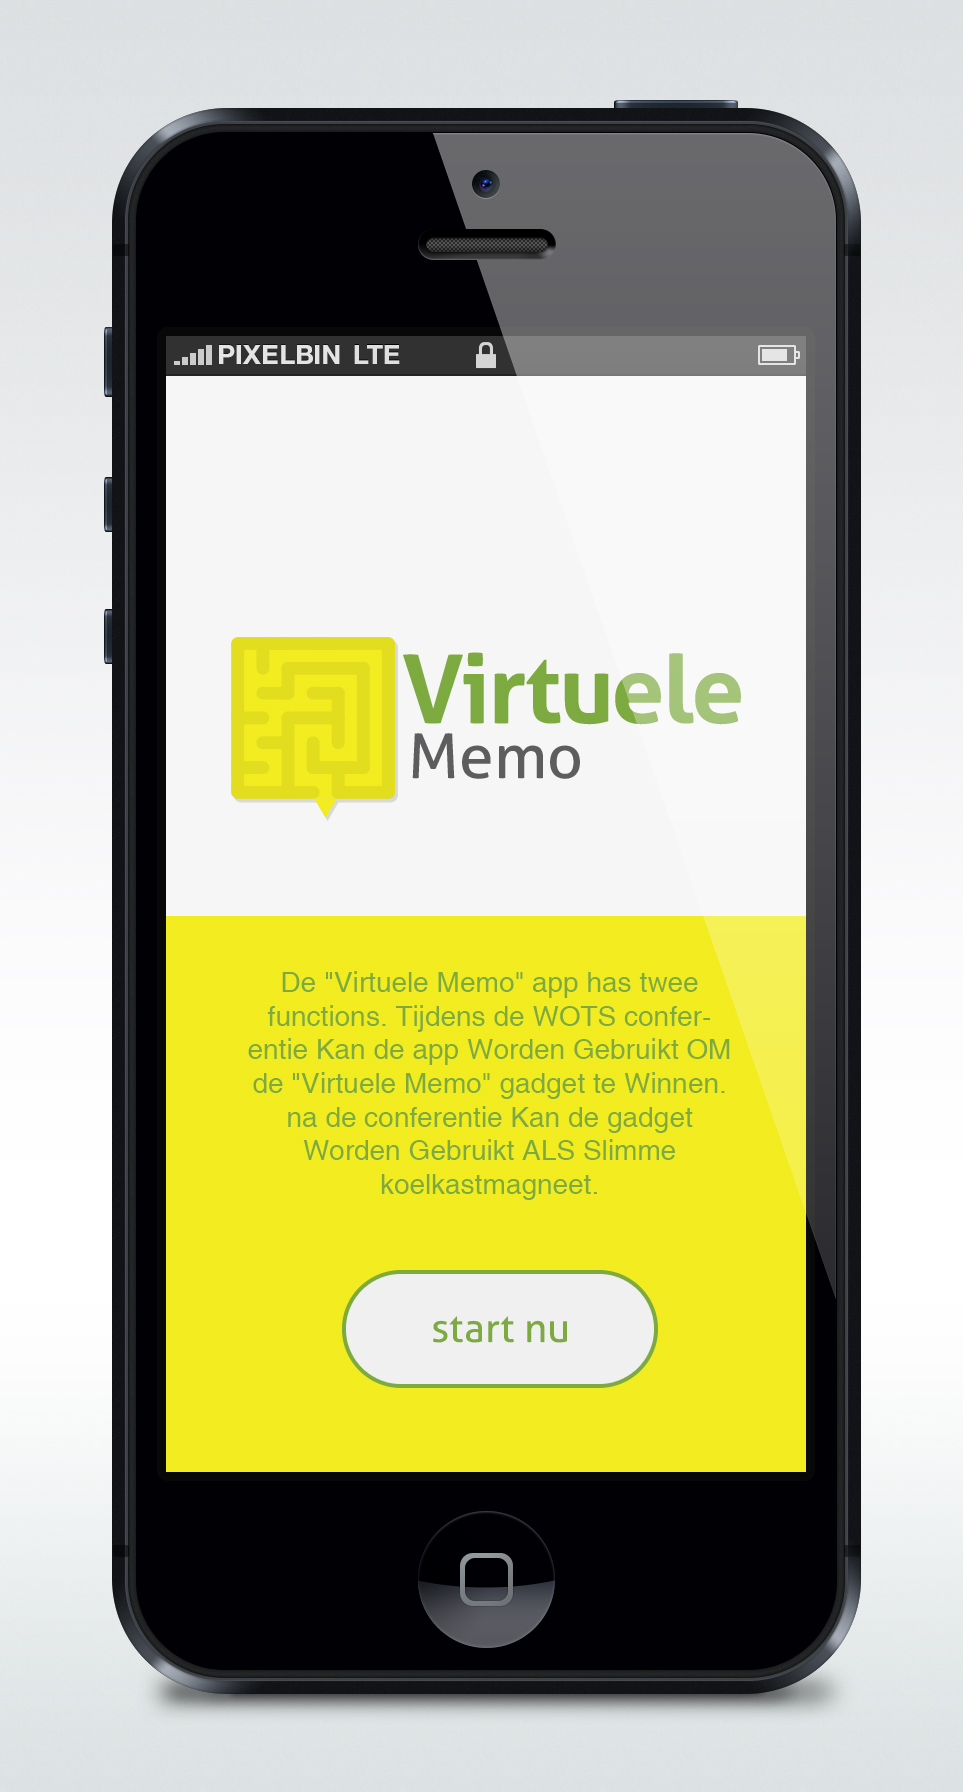 PIXELBIN LTE
Virtuele
Memo
De "Virtuele Memo" app has twee
functions. Tijdens de WOTS confer-
entie Kan de app Worden Gebruikt OM
de "Virtuele Memo" gadget te Winnen.
na de conferentie Kan de gadget
Worden Gebruikt ALS Slimme
koelkastmagneet.
start nu